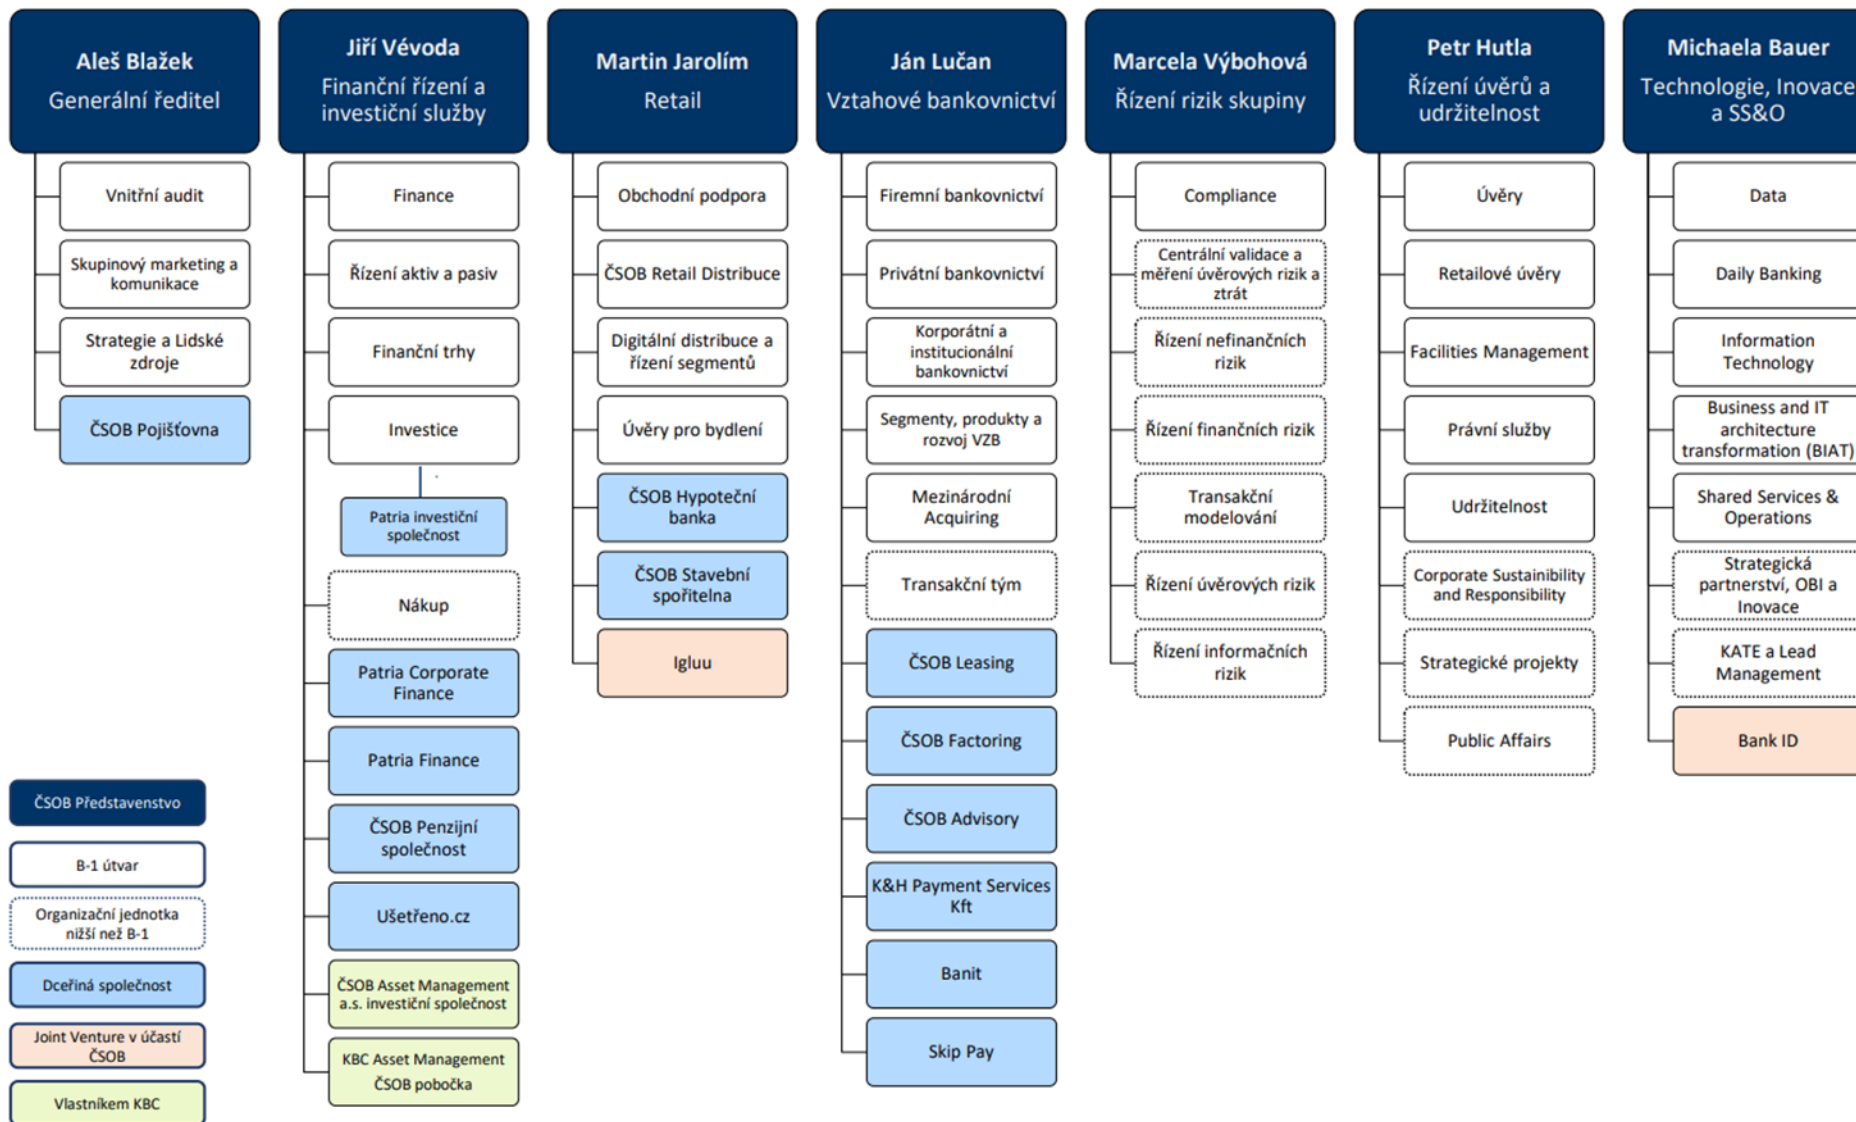 Aleš Blažek
Generální ředitel
Vnitřní audit
Skupinový marketing a
komunikace
Strategie a Lidské
zdroje
ČSOB Pojišťovna
Jiří Vévoda
Finanční řízení a
investiční služby
Finance
Řízení aktiv a pasiv
Finanční trhy
Investice
Patria investiční
společnost
Nákup
Patria Corporate
Finance
Patria Finance
ČSOB Penzijní
společnost
Ušetřeno.cz
ČSOB Asset Management
a.s. investiční společnost
KBC Asset Management
ČSOB pobočka
Martin Jarolím
Retail
Obchodní podpora
ČSOB Retail Distribuce
Digitální distribuce a
řízení segmentů
Úvěry pro bydlení
ČSOB Hypoteční
banka
ČSOB Stavební
spořitelna
Igluu
Ján Lučan
Vztahové bankovnictví
Firemní bankovnictví
Privátní bankovnictví
Korporátní a
institucionální
bankovnictví
Segmenty, produkty a
rozvoj VZB
Mezinárodní
Acquiring
Transakční tým
ČSOB Leasing
ČSOB Factoring
ČSOB Advisory
K&H Payment Services
Kft
Banit
Skip Pay
Marcela Výbohová
Řízení rizik skupiny
Compliance
Centrální validace a
měření úvěrových rizik a
ztrát
Řízení nefinančních
rizik
Řízení finančních rizik
Transakční
modelování
Řízení úvěrových rizik
Řízení informačních
rizik
Petr Hutla
Řízení úvěrů a
udržitelnost
Úvěry
Retailové úvěry
Facilities Management
Právní služby
Udržitelnost
Corporate Sustainibility
and Responsibility
Strategické projekty
Public Affairs
Michaela Bauer
Technologie, Inovace
a SS&O
Data
Daily Banking
Information
Technology
Business and IT
architecture
transformation (BIAT)
Shared Services &
Operations
Strategická
partnerství, OBI a
Inovace
KATE a Lead
Management
Bank ID
ČSOB Představenstvo
B-1 útvar
Organizační jednotka
nižší než B-1
Dceřiná společnost
Joint Venture v účastí
ČSOB
Vlastníkem KBC